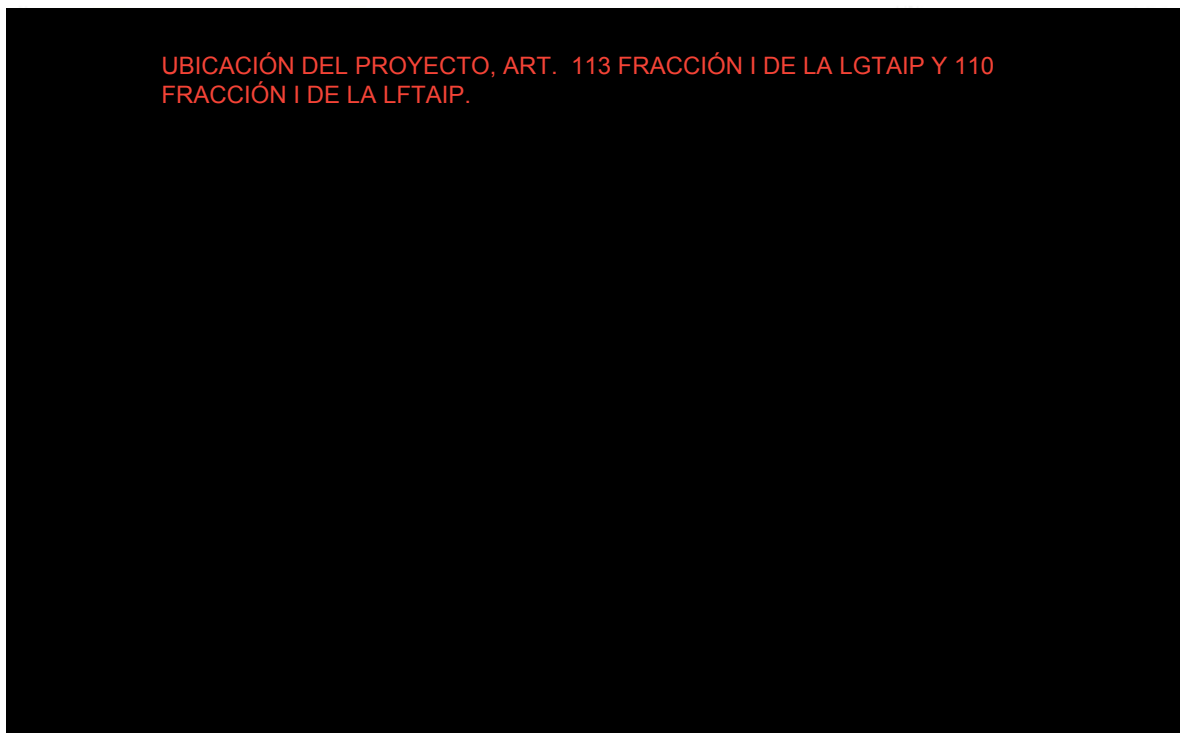 UBICACIÓN DEL PROYECTO, ART.  113 FRACCIÓN I DE LA LGTAIP Y 110
FRACCIÓN I DE LA LFTAIP.